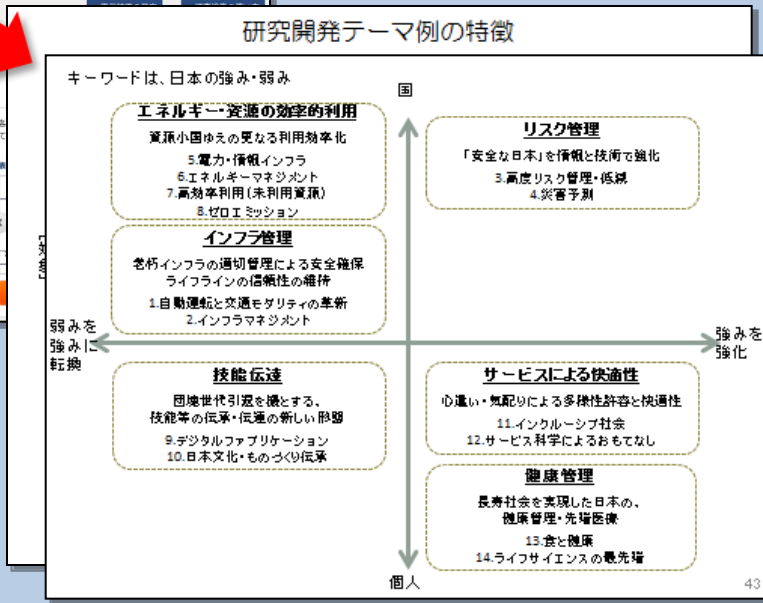 研究開発テーマ例の特徴
キーワードは、日本の強み・弱み
国
エネルギー・資源の効率的利用
資源小国ゆえの更なる利用効率化
5.電力・情報インフラ
6.エネルギーマネジメント
7.高効率利用(未利用資源)
8.ゼロエミッション
リスク管理
「安全な日本」を情報と技術で強化
3.高度リスク管理・低減
4.災害予測
インフラ管理
老朽インフラの適切管理による安全確保
ライフラインの信頼性の維持
1.自動運転と交通モダリティの革新
2.インフラマネジメント
弱みを
強みに
転換
強みを
強化
技能伝達
団塊世代引退を機とする、
技能等の伝承・伝達の新しい形態
9.デジタルファブリケーション
10.日本文化・ものづくり伝承
サービスによる快適性
心遣い・気配りによる多様性許容と快適性
11.インクルーシブ社会
12.サービス科学によるおもてなし
健康管理
長寿社会を実現した日本の、
健康管理・先端医療
13.食と健康
14.ライフサイエンスの最先端
個人
43